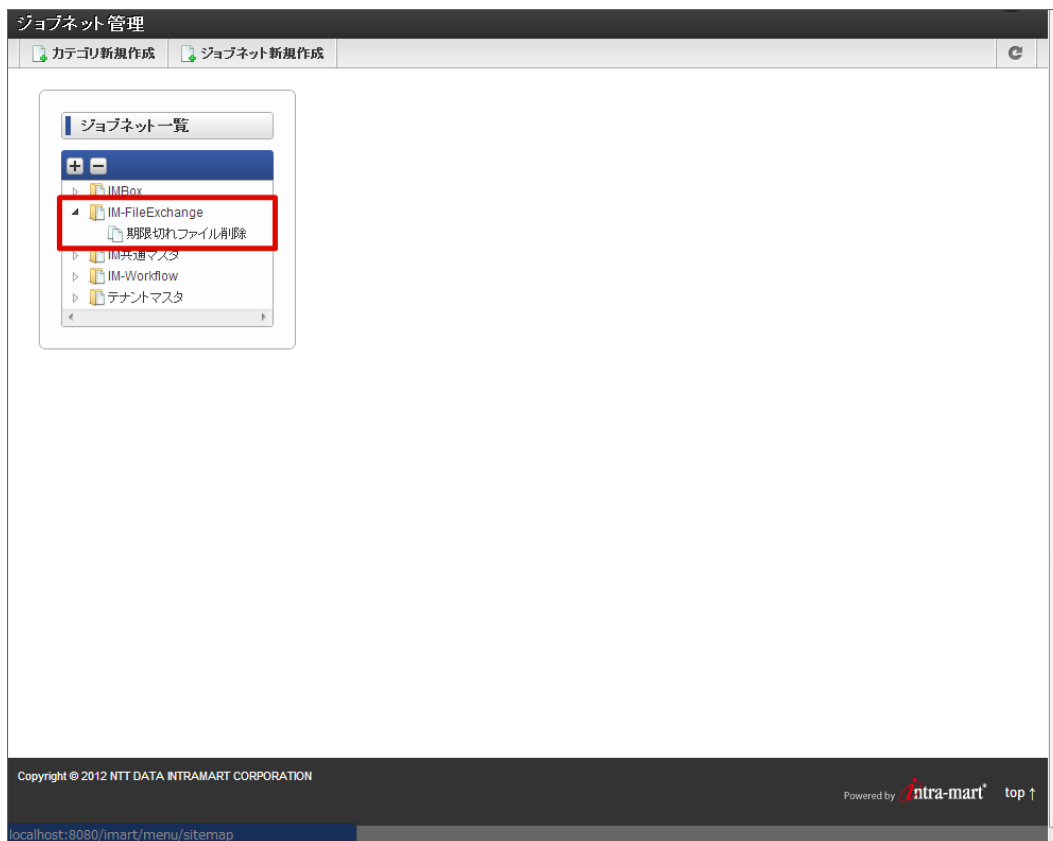 ジョブネット管理
カテゴリ新規作成 ジョブネット新規作成
ジョブネット一覧
IMBox
IM-FileExchange
期限切れファイル削除
IM共通マスタ
IM-Workflow
テナントマスタ
Copyright © 2012 NTT DATA INTRAMART CORPORATION
Powered by intra-mart® top ↑
localhost:8080/imart/menu/sitemap